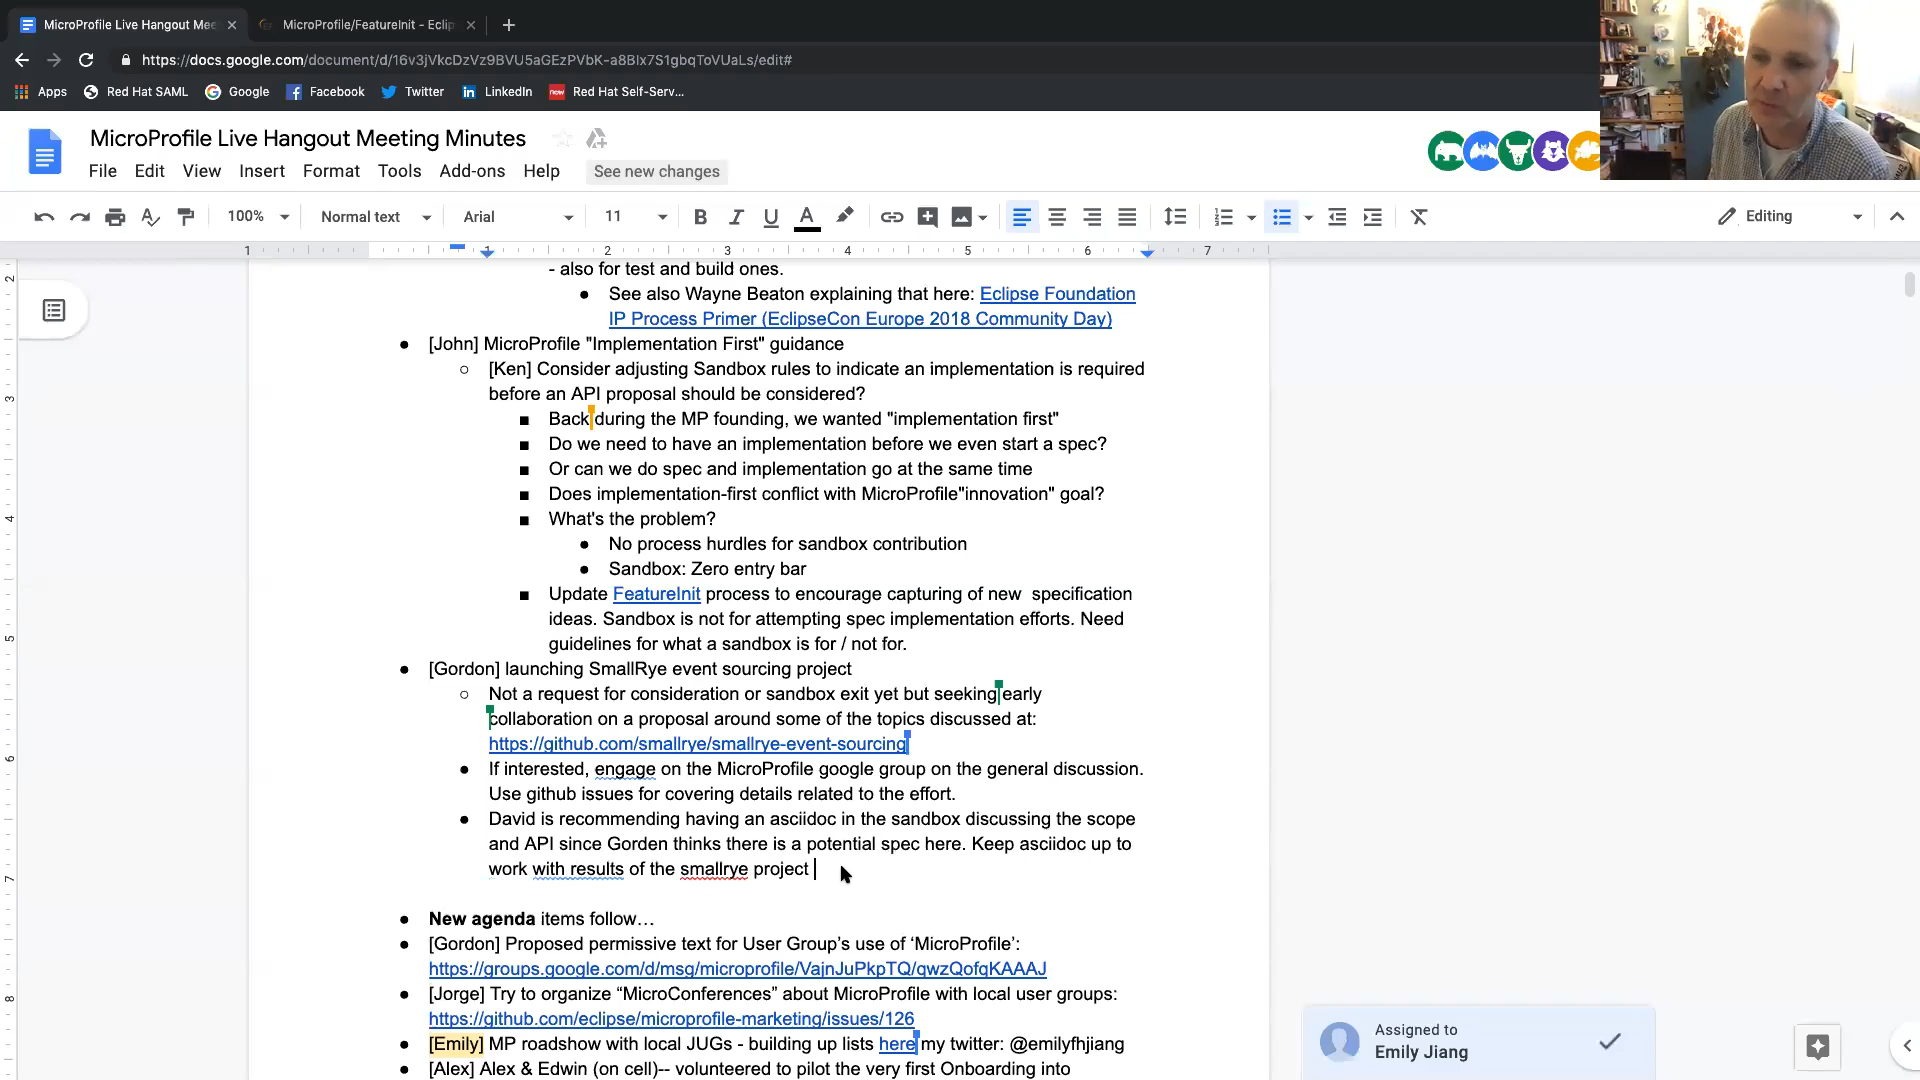 MicroProfile Live Hangout Mee
MicroProfile/FeatureInit - Eclip
https://docs.google.com/document/d/16v3jVkcDzVz9BVU5aGEzPVbK-a8BIx7S1gbqToVUaLs/edit#
Apps Red Hat SAML Google Facebook Twitter LinkedIn Red Hat Self-Serv...
MicroProfile Live Hangout Meeting Minutes
File Edit View Insert Format Tools Add-ons Help See new changes
100% Normal text Arial 11 B I U A Editing
1 1 2 3 4 5 6 7
2
3
4
5
6
7
8
- also for test and build ones.
● See also Wayne Beaton explaining that here: Eclipse Foundation
IP Process Primer (EclipseCon Europe 2018 Community Day)
● [John] MicroProfile "Implementation First" guidance
○ [Ken] Consider adjusting Sandbox rules to indicate an implementation is required
before an API proposal should be considered?
■ Back during the MP founding, we wanted "implementation first"
■ Do we need to have an implementation before we even start a spec?
■ Or can we do spec and implementation go at the same time
■ Does implementation-first conflict with MicroProfile"innovation" goal?
■ What's the problem?
● No process hurdles for sandbox contribution
● Sandbox: Zero entry bar
■ Update FeatureInit process to encourage capturing of new  specification
ideas. Sandbox is not for attempting spec implementation efforts. Need
guidelines for what a sandbox is for / not for.
● [Gordon] launching SmallRye event sourcing project
○ Not a request for consideration or sandbox exit yet but seeking early
collaboration on a proposal around some of the topics discussed at:
https://github.com/smallrye/smallrye-event-sourcing
● If interested, engage on the MicroProfile google group on the general discussion.
Use github issues for covering details related to the effort.
● David is recommending having an asciidoc in the sandbox discussing the scope
and API since Gorden thinks there is a potential spec here. Keep asciidoc up to
work with results of the smallrye project
● New agenda items follow…
● [Gordon] Proposed permissive text for User Group’s use of ‘MicroProfile’:
https://groups.google.com/d/msg/microprofile/VajnJuPkpTQ/qwzQofqKAAAJ
● [Jorge] Try to organize “MicroConferences” about MicroProfile with local user groups:
https://github.com/eclipse/microprofile-marketing/issues/126
● [Emily] MP roadshow with local JUGs - building up lists here my twitter: @emilyfhjiang
● [Alex] Alex & Edwin (on cell)-- volunteered to pilot the very first Onboarding into
Assigned to
Emily Jiang